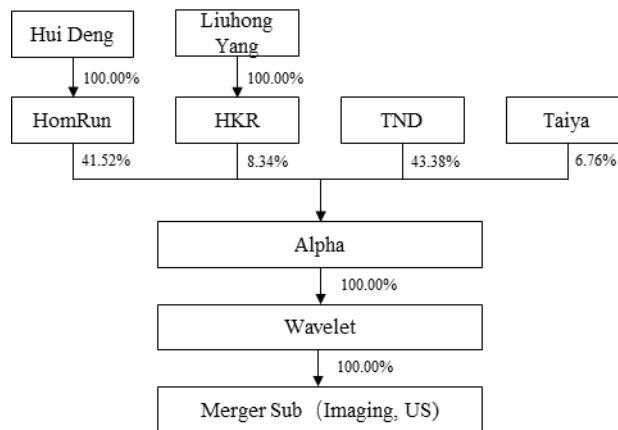 Hui Deng
Liuhong
Yang
100.00%
100.00%
HomRun
HKR
TND
Taiya
41.52%
8.34%
43.38%
6.76%
Alpha
100.00%
Wavelet
100.00%
Merger Sub（Imaging, US)